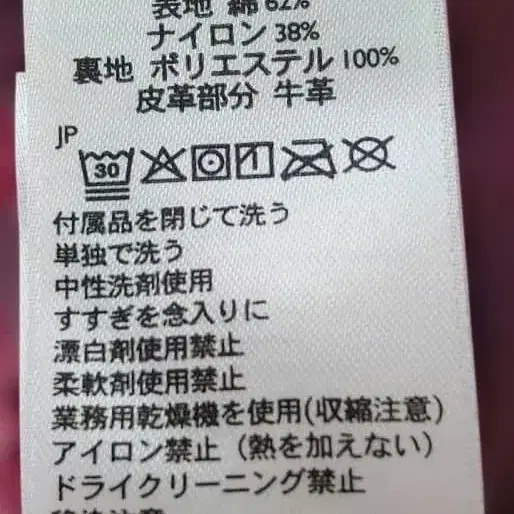 表地 綿 62%
ナイロン 38%
裏地 ポリエステル 100%
皮革部分 牛革
JP
30
付属品を閉じて洗う
単独で洗う
中性洗剤使用
すすぎを念入りに
漂白剤使用禁止
柔軟剤使用禁止
業務用乾燥機を使用(収縮注意)
アイロン禁止（熱を加えない）
ドライクリーニング禁止